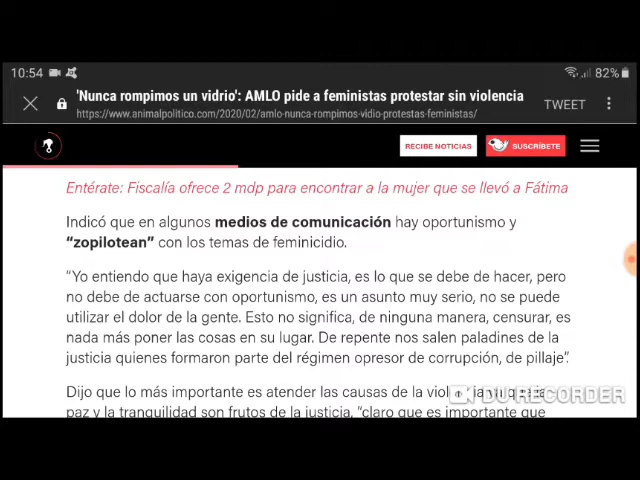 10:54
82%
'Nunca rompimos un vidrio': AMLO pide a feministas protestar sin violencia
https://www.animalpolitico.com/2020/02/amlo-nunca-rompimos-vidio-protestas-feministas/
TWEET
RECIBE NOTICIAS
SUSCRÍBETE
Entérate: Fiscalía ofrece 2 mdp para encontrar a la mujer que se llevó a Fátima
Indicó que en algunos medios de comunicación hay oportunismo y
“zopilotean” con los temas de feminicidio.
“Yo entiendo que haya exigencia de justicia, es lo que se debe de hacer, pero
no debe de actuarse con oportunismo, es un asunto muy serio, no se puede
utilizar el dolor de la gente. Esto no significa, de ninguna manera, censurar, es
nada más poner las cosas en su lugar. De repente nos salen paladines de la
justicia quienes formaron parte del régimen opresor de corrupción, de pillaje”.
Dijo que lo más importante es atender las causas de la
DU RECORDER
paz y la tranquilidad son frutos de la justicia, “claro que es importante que